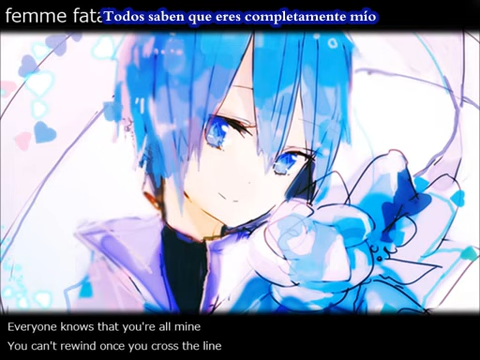 femme fata
Todos saben que eres completamente mío
Everyone knows that you're all mine
You can't rewind once you cross the line